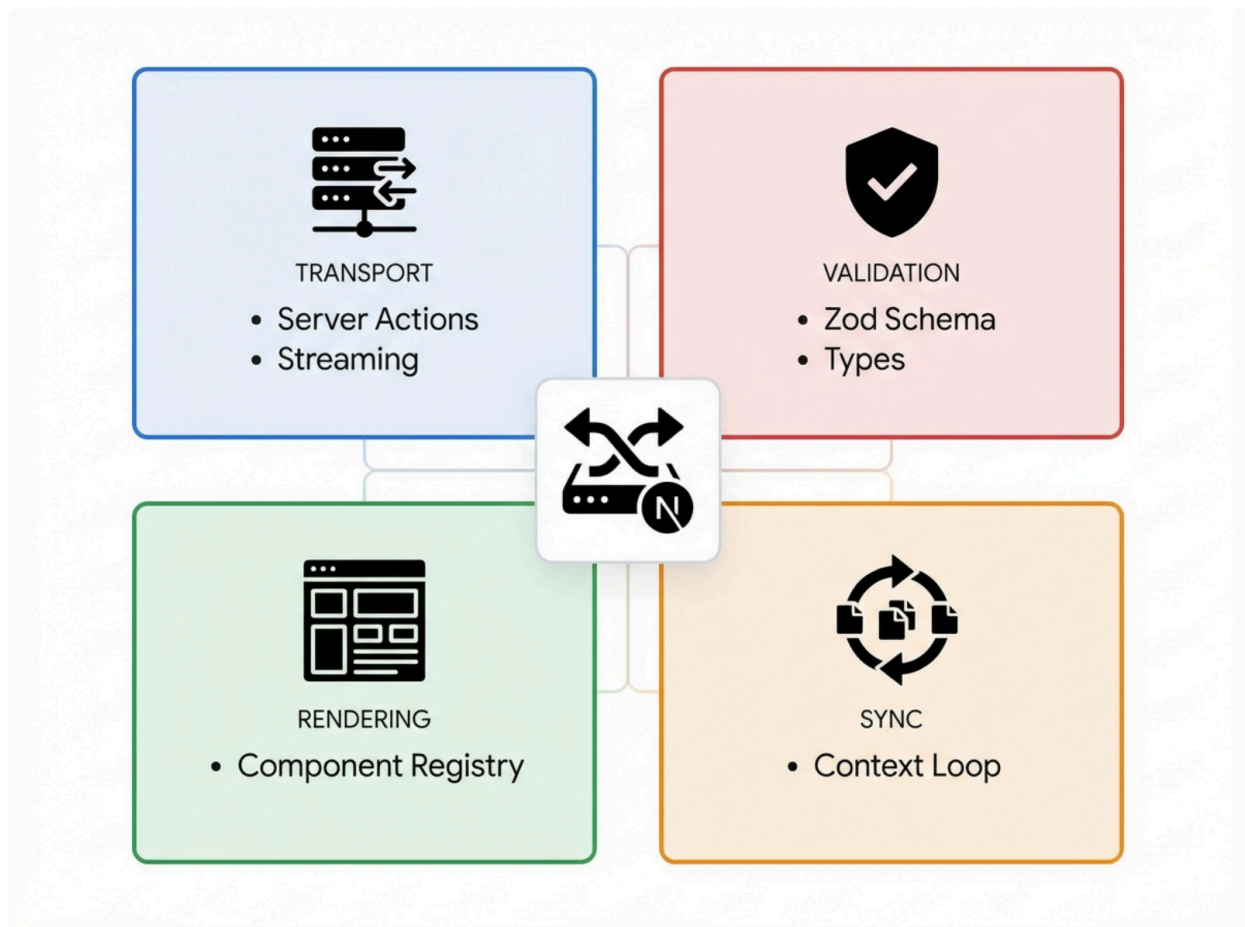 TRANSPORT
• Server Actions
• Streaming
VALIDATION
• Zod Schema
• Types
N
RENDERING
• Component Registry
SYNC
• Context Loop